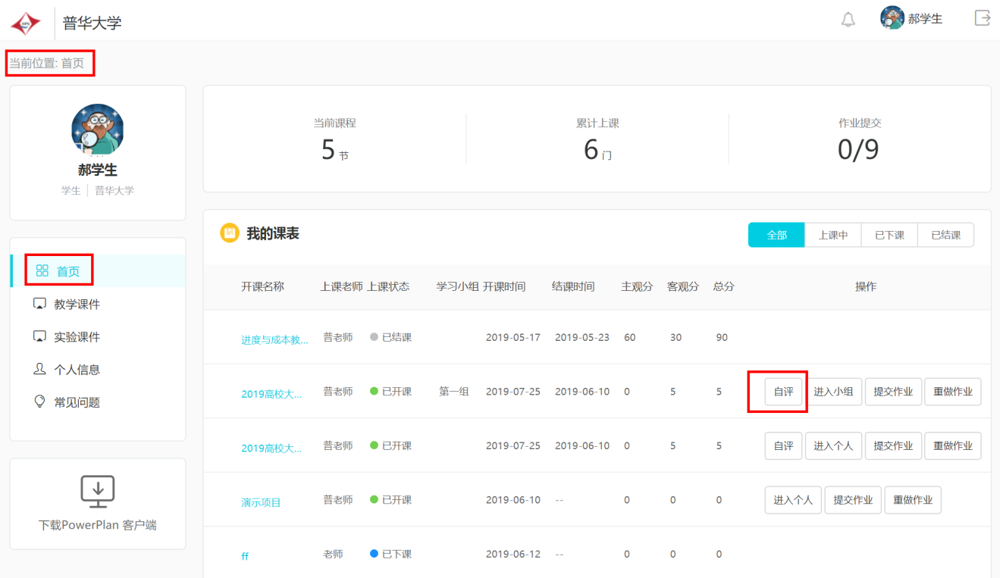 普华大学
郝学生
当前位置: 首页
郝学生
学生 普华大学
首页
教学课件
实验课件
个人信息
常见问题
下载PowerPlan 客户端
当前课程 累计上课 作业提交
5 节 6 门 0/9
我的课表 全部 上课中 已下课 已结课
开课名称 上课老师 上课状态 学习小组 开课时间 结课时间 主观分 客观分 总分 操作
进度与成本教... 普老师 已结课 2019-05-17 2019-05-23 60 30 90
2019高校大... 普老师 已开课 第一组 2019-07-25 2019-06-10 0 5 5 自评 进入小组 提交作业 重做作业
2019高校大... 普老师 已开课 2019-07-25 2019-06-10 0 5 5 自评 进入个人 提交作业 重做作业
演示项目 普老师 已开课 2019-06-10 -- 0 0 0 进入个人 提交作业 重做作业
ff 老师 已下课 2019-06-12 -- 0 0 0